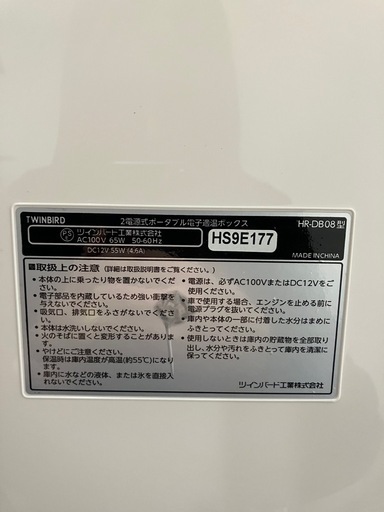 TWINBIRD
2電源式ポータブル電子適温ボックス
HR-DB08型
ツインバード工業株式会社
AC100V 65W 50-60Hz
DC12V 55W (4.6A)
HS9E177
MADE IN CHINA
■取扱上の注意(詳細は取扱説明書をご覧ください。)
●本体の上に乗ったり物を置かないでください。
●電子部品を内蔵しているため強い衝撃を与えないでください。
●吸気口、排気口をふさがないでください。
●本体は水洗いしないでください。
●火のそばに置くと変形することがあります。
●やけどにご注意ください。
保温時は庫内温度が高温(約55℃)になります。
●庫内に水などの液体、または氷を直接入れないでください。
●電源は、必ずAC100VまたはDC12Vをご使用ください。
●車で使用する場合、エンジンを止める前に電源プラグを抜いてください。
●庫内や本体の一部に付着した水分はまめにふきとってください。
●使用しないときは庫内の貯蔵物を全部取り出し、水分や汚れをふきとって庫内を清潔に保ってください。
ツインバード工業株式会社